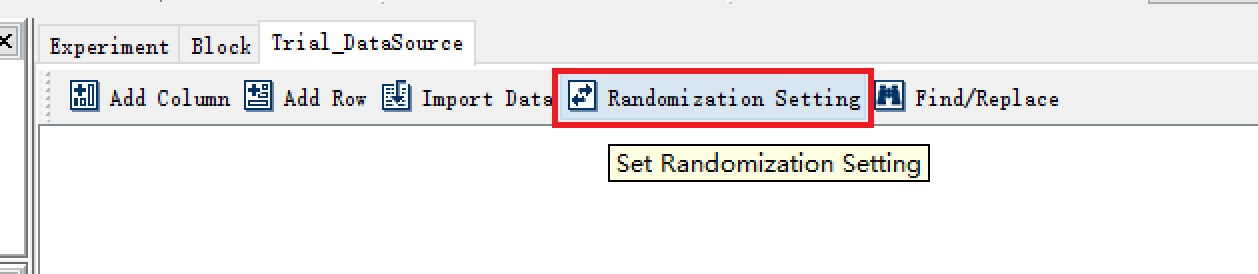 Experiment Block Trial_DataSource
Add Column Add Row Import Data Randomization Setting Find/Replace
Set Randomization Setting